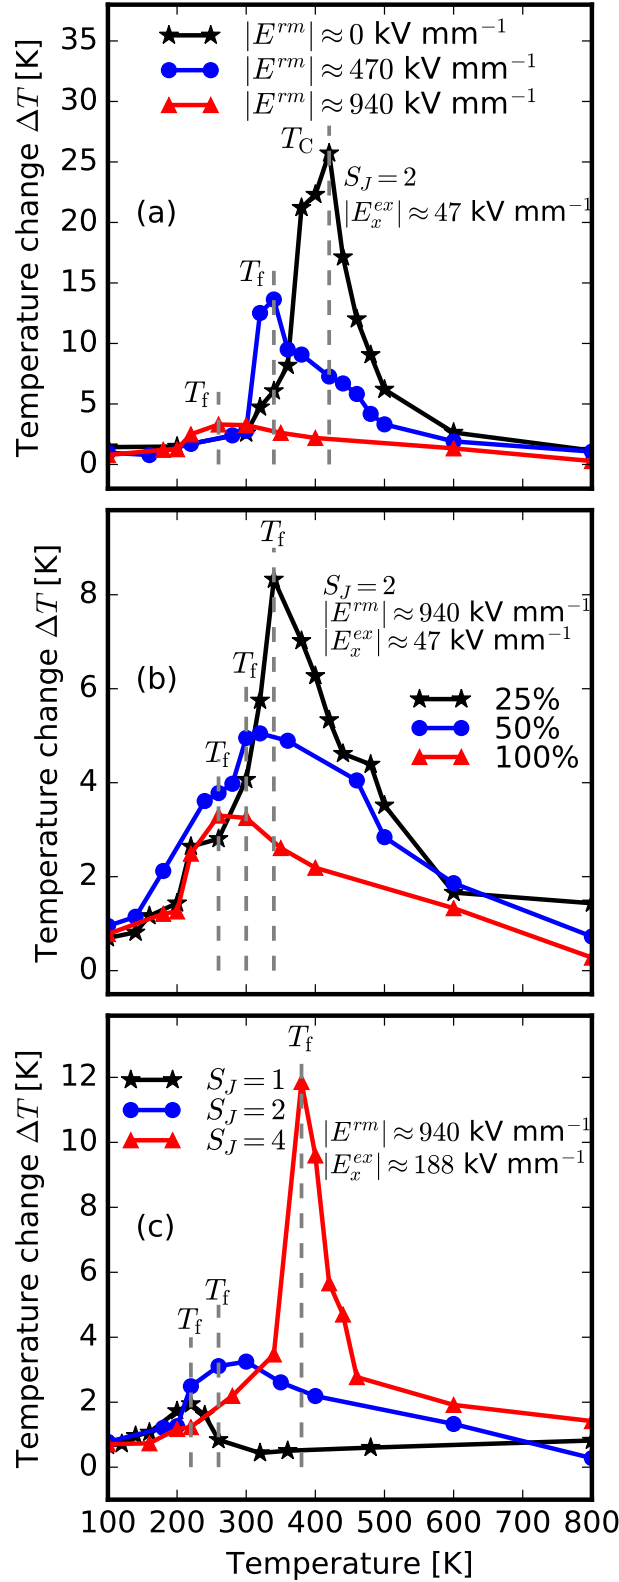 35
30
25
20
15
10
5
0
Temperature change ΔT [K]
|E^{rm}| ≈ 0 kV mm⁻¹
|E^{rm}| ≈ 470 kV mm⁻¹
|E^{rm}| ≈ 940 kV mm⁻¹
T_C
S_J = 2
|E_x^{ex}| ≈ 47 kV mm⁻¹
(a)
T_f
T_f
8
6
4
2
0
Temperature change ΔT [K]
T_f
S_J = 2
|E^{rm}| ≈ 940 kV mm⁻¹
|E_x^{ex}| ≈ 47 kV mm⁻¹
(b)
T_f
25%
50%
100%
T_f
12
10
8
6
4
2
0
Temperature change ΔT [K]
T_f
S_J = 1
S_J = 2
S_J = 4
|E^{rm}| ≈ 940 kV mm⁻¹
|E_x^{ex}| ≈ 188 kV mm⁻¹
(c)
T_f
T_f
100 200 300 400 500 600 700 800
Temperature [K]